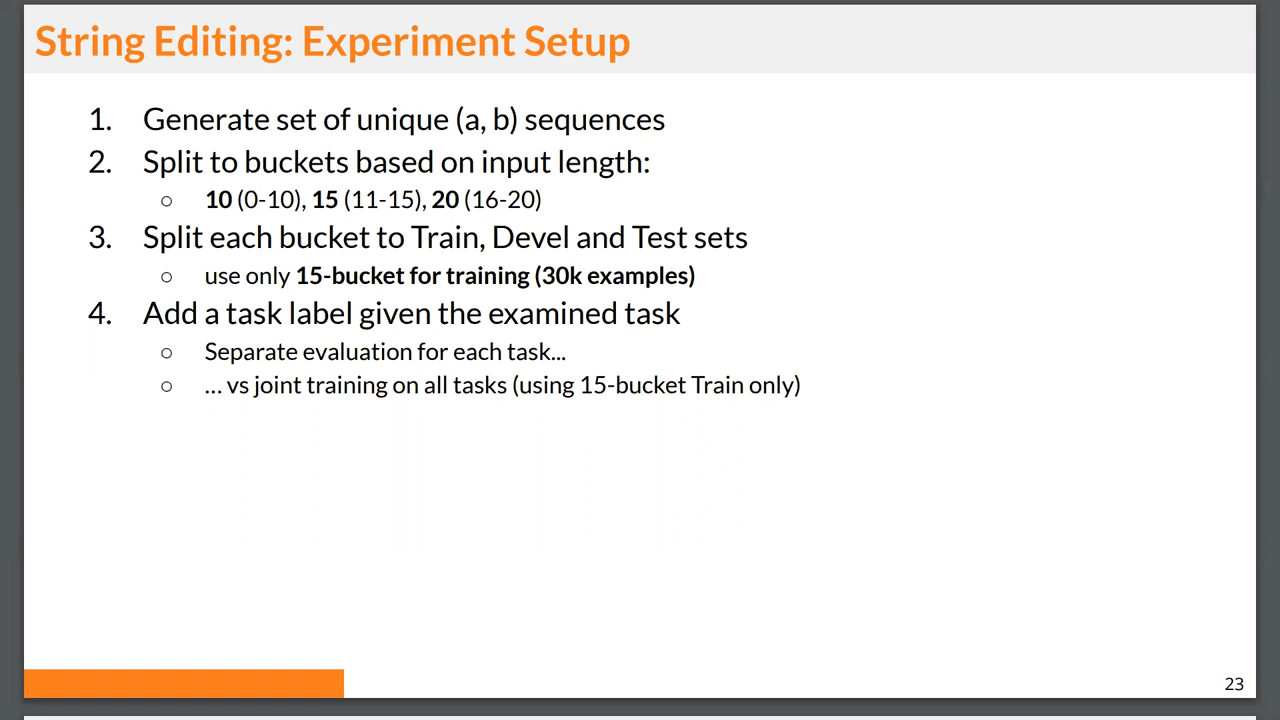 String Editing: Experiment Setup
1. Generate set of unique (a, b) sequences
2. Split to buckets based on input length:
○ 10 (0-10), 15 (11-15), 20 (16-20)
3. Split each bucket to Train, Devel and Test sets
○ use only 15-bucket for training (30k examples)
4. Add a task label given the examined task
○ Separate evaluation for each task...
○ ... vs joint training on all tasks (using 15-bucket Train only)
23